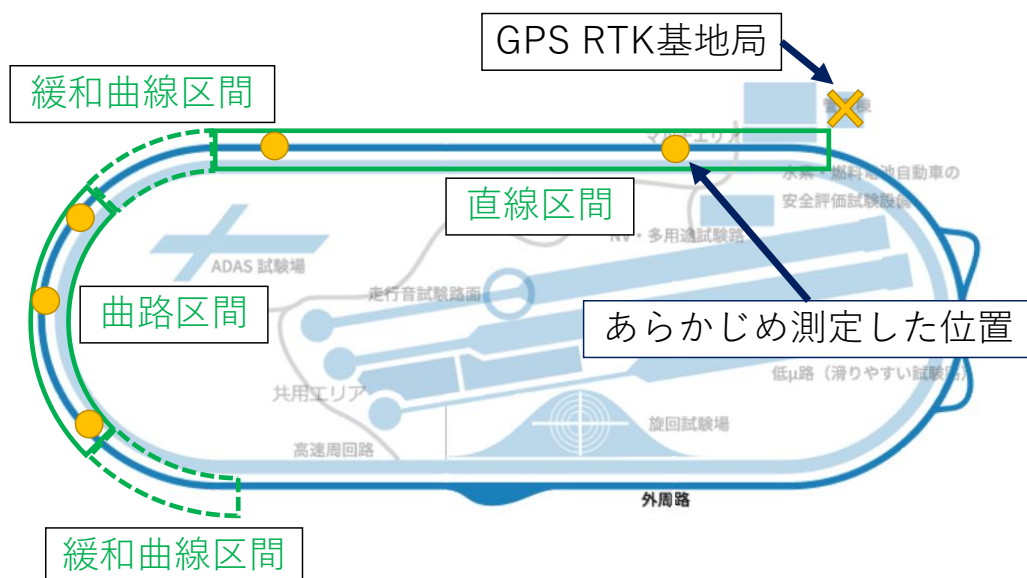 GPS RTK基地局
緩和曲線区間
水素・燃料電池自動車の
安全評価試験設備
直線区間
NV・多用途試験路
ADAS 試験場
走行音試験路面
曲路区間
あらかじめ測定した位置
低μ路（滑りやすい試験路）
共用エリア
旋回試験場
高速周回路
外周路
緩和曲線区間